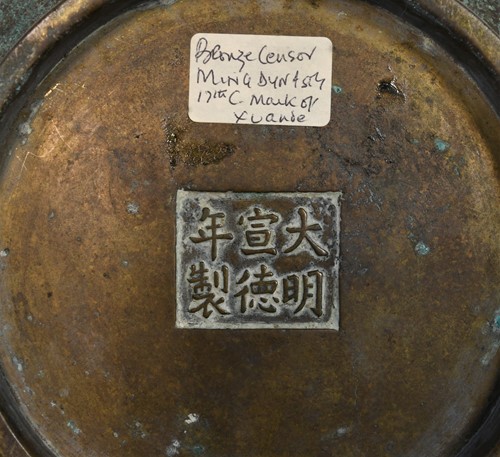 Bronze Censor
Ming Dynasty
17th C Mark of
Xuande
大明
宣德
年製